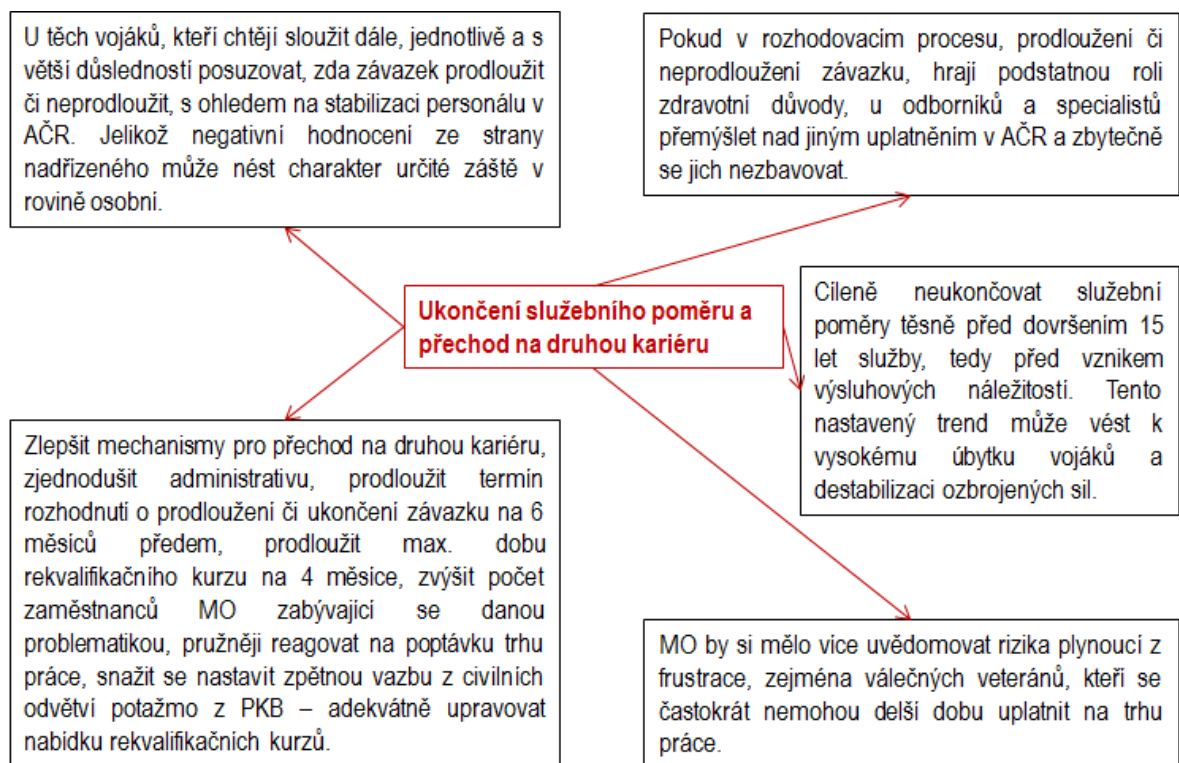 U těch vojáků, kteří chtějí sloužit dále, jednotlivě a s
větší důsledností posuzovat, zda závazek prodloužit
či neprodloužit, s ohledem na stabilizaci personálu v
AČR. Jelikož negativní hodnocení ze strany
nadřízeného může nést charakter určité záště v
rovině osobní.
Pokud v rozhodovacím procesu, prodloužení či
neprodloužení závazku, hrají podstatnou roli
zdravotní důvody, u odborníků a specialistů
přemýšlet nad jiným uplatněním v AČR a zbytečně
se jich nezbavovat.
Ukončení služebního poměru a
přechod na druhou kariéru
Cíleně neukončovat služební
poměry těsně před dovršením 15
let služby, tedy před vznikem
výsluhových náležitostí. Tento
nastavený trend může vést k
vysokému úbytku vojáků a
destabilizaci ozbrojených sil.
Zlepšit mechanismy pro přechod na druhou kariéru,
zjednodušit administrativu, prodloužit termín
rozhodnutí o prodloužení či ukončení závazku na 6
měsíců předem, prodloužit max. dobu
rekvalifikačního kurzu na 4 měsíce, zvýšit počet
zaměstnanců MO zabývající se danou
problematikou, pružněji reagovat na poptávku trhu
práce, snažit se nastavit zpětnou vazbu z civilních
odvětví potažmo z PKB – adekvátně upravovat
nabídku rekvalifikačních kurzů.
MO by si mělo více uvědomovat rizika plynoucí z
frustrace, zejména válečných veteránů, kteří se
častokrát nemohou delší dobu uplatnit na trhu
práce.